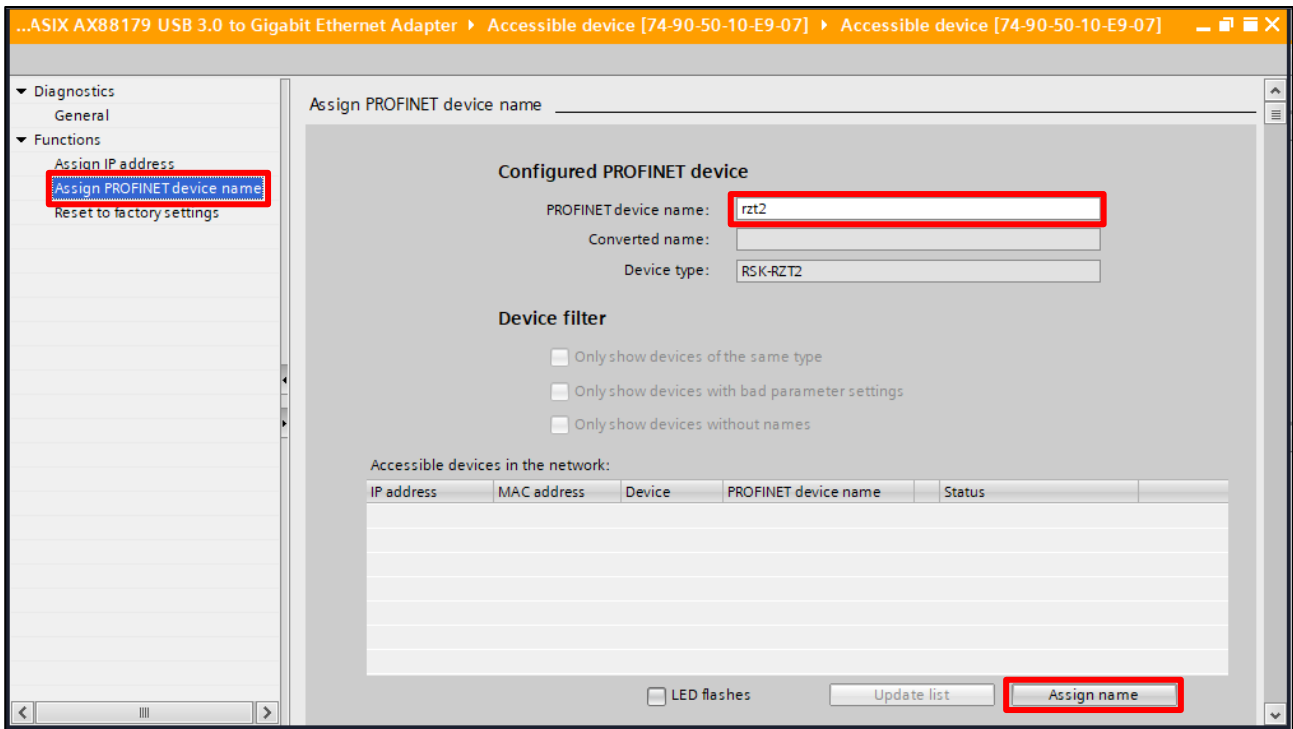 ...ASIX AX88179 USB 3.0 to Gigabit Ethernet Adapter ▸ Accessible device [74-90-50-10-E9-07] ▸ Accessible device [74-90-50-10-E9-07]
Diagnostics
General
Functions
Assign IP address
Assign PROFINET device name
Reset to factory settings
Assign PROFINET device name
Configured PROFINET device
PROFINET device name: rzt2
Converted name:
Device type: RSK-RZT2
Device filter
Only show devices of the same type
Only show devices with bad parameter settings
Only show devices without names
Accessible devices in the network:
IP address MAC address Device PROFINET device name Status
LED flashes Update list Assign name